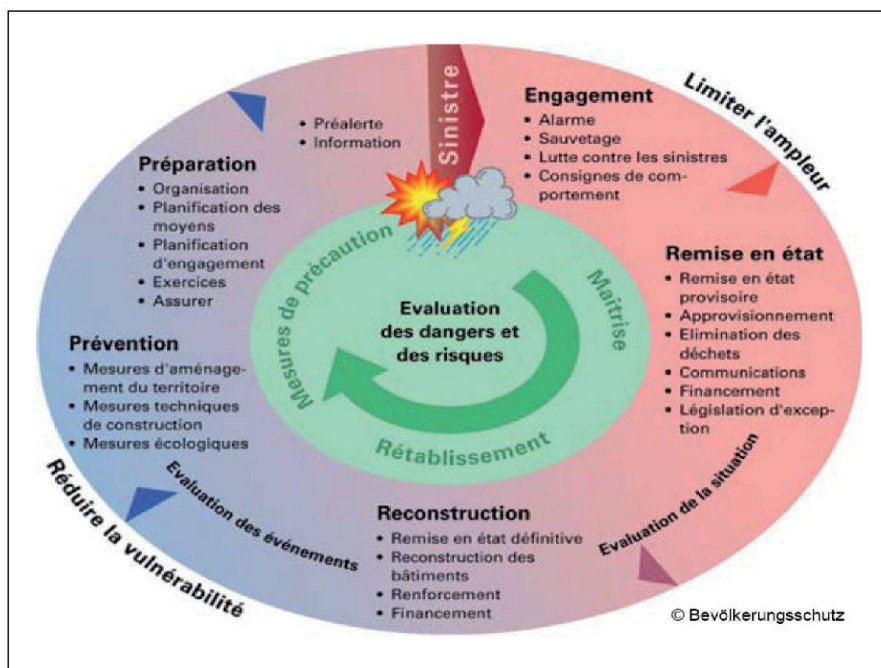 Sinistre
Engagement
• Alarme
• Sauvetage
• Lutte contre les sinistres
• Consignes de com-
portement
Limiter l'ampleur
Remise en état
• Remise en état
provisoire
• Approvisionnement
• Elimination des
déchets
• Communications
• Financement
• Législation d'excep-
tion
Evaluation de la situation
Reconstruction
• Remise en état définitive
• Reconstruction des
bâtiments
• Renforcement
• Financement
Evaluation des événements
Réduire la vulnérabilité
Prévention
• Mesures d'aménage-
ment du territoire
• Mesures techniques
de construction
• Mesures écologiques
Préparation
• Organisation
• Planification des
moyens
• Planification
d'engagement
• Exercices
• Assurer
• Préalerte
• Information
Mesures de précaution
Maîtrise
Rétablissement
Evaluation
des dangers et
des risques
© Bevölkerungsschutz